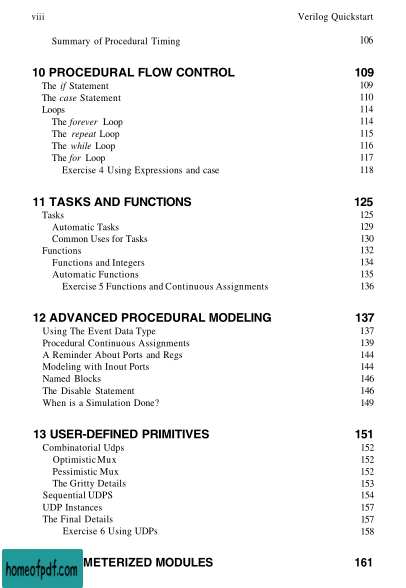 viii Verilog Quickstart
Summary of Procedural Timing 106
10 PROCEDURAL FLOW CONTROL 109
The if Statement 109
The case Statement 110
Loops 114
The forever Loop 114
The repeat Loop 115
The while Loop 116
The for Loop 117
Exercise 4 Using Expressions and case 118
11 TASKS AND FUNCTIONS 125
Tasks 125
Automatic Tasks 129
Common Uses for Tasks 130
Functions 132
Functions and Integers 134
Automatic Functions 135
Exercise 5 Functions and Continuous Assignments 136
12 ADVANCED PROCEDURAL MODELING 137
Using The Event Data Type 137
Procedural Continuous Assignments 139
A Reminder About Ports and Regs 144
Modeling with Inout Ports 144
Named Blocks 146
The Disable Statement 146
When is a Simulation Done? 149
13 USER-DEFINED PRIMITIVES 151
Combinatorial Udps 152
Optimistic Mux 152
Pessimistic Mux 152
The Gritty Details 153
Sequential UDPS 154
UDP Instances 157
The Final Details 157
Exercise 6 Using UDPs 158
METERIZED MODULES 161
homeofpdf.com